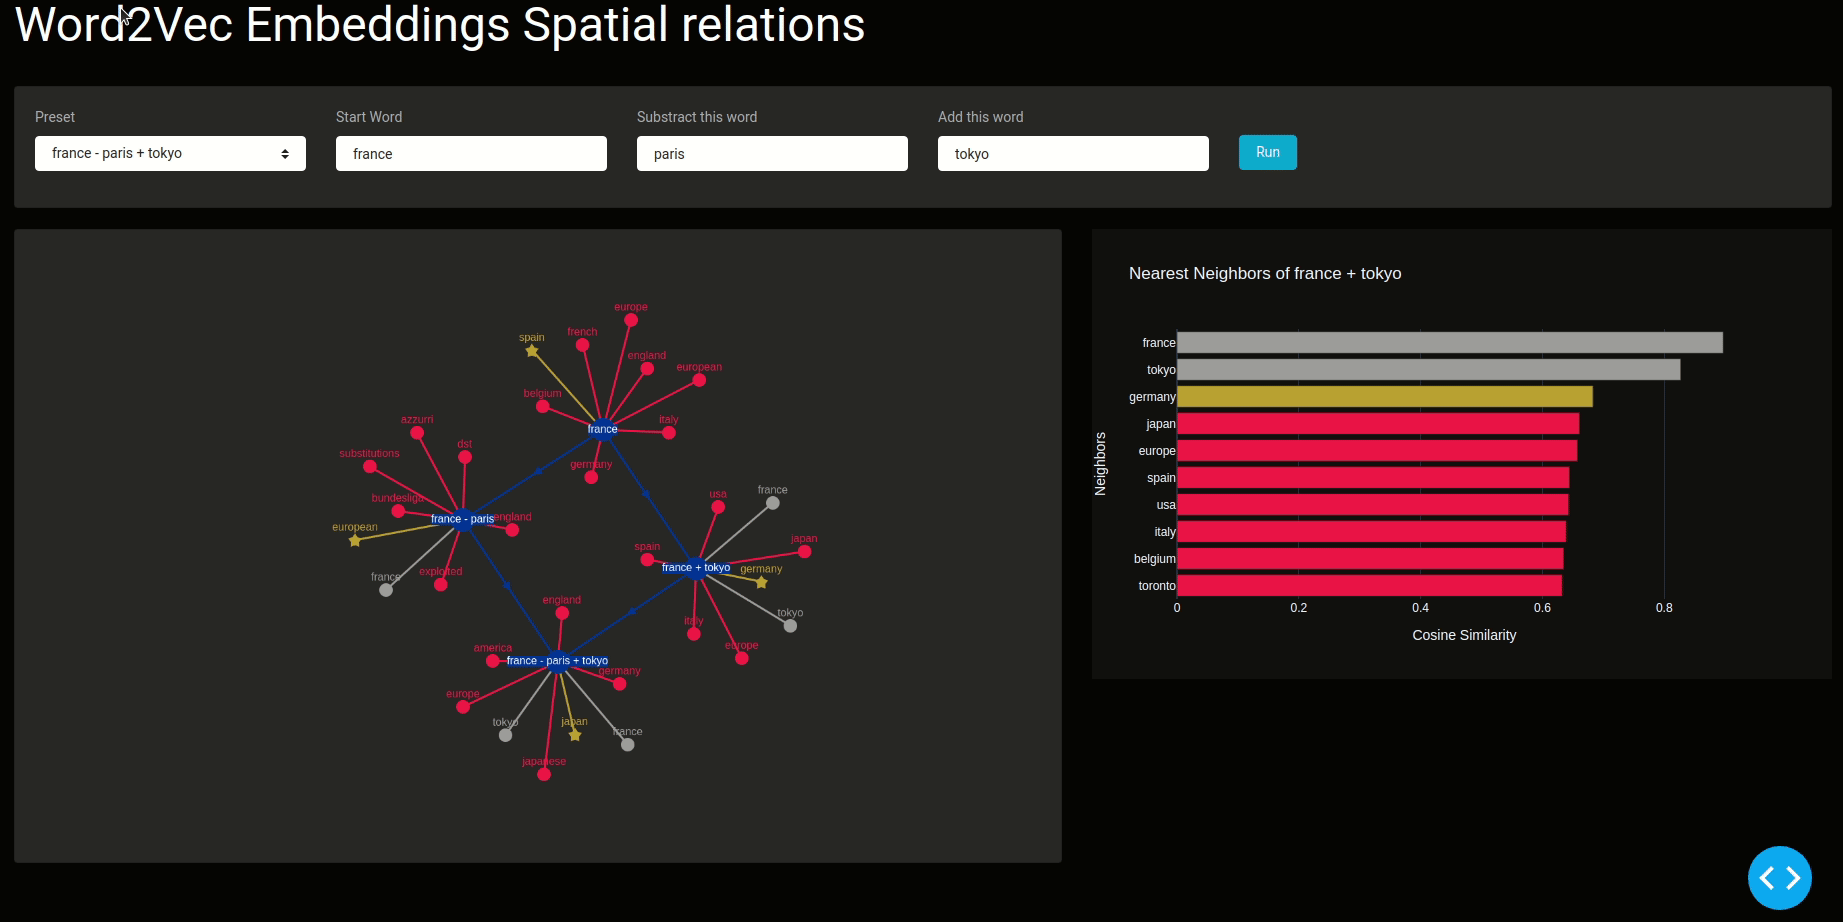 Word2Vec Embeddings Spatial relations
Preset
Start Word
Substract this word
Add this word
france - paris + tokyo
france
paris
tokyo
Run
europe
spain
french
england
european
belgium
italy
france
germany
azzurri
dst
substitutions
bundesliga
france - paris
england
european
france
exploited
usa
france
spain
japan
france + tokyo
germany
tokyo
italy
europe
england
america
france - paris + tokyo
germany
europe
tokyo
japan
france
japanese
Nearest Neighbors of france + tokyo
Neighbors
france
tokyo
germany
japan
europe
spain
usa
italy
belgium
toronto
0 0.2 0.4 0.6 0.8
Cosine Similarity